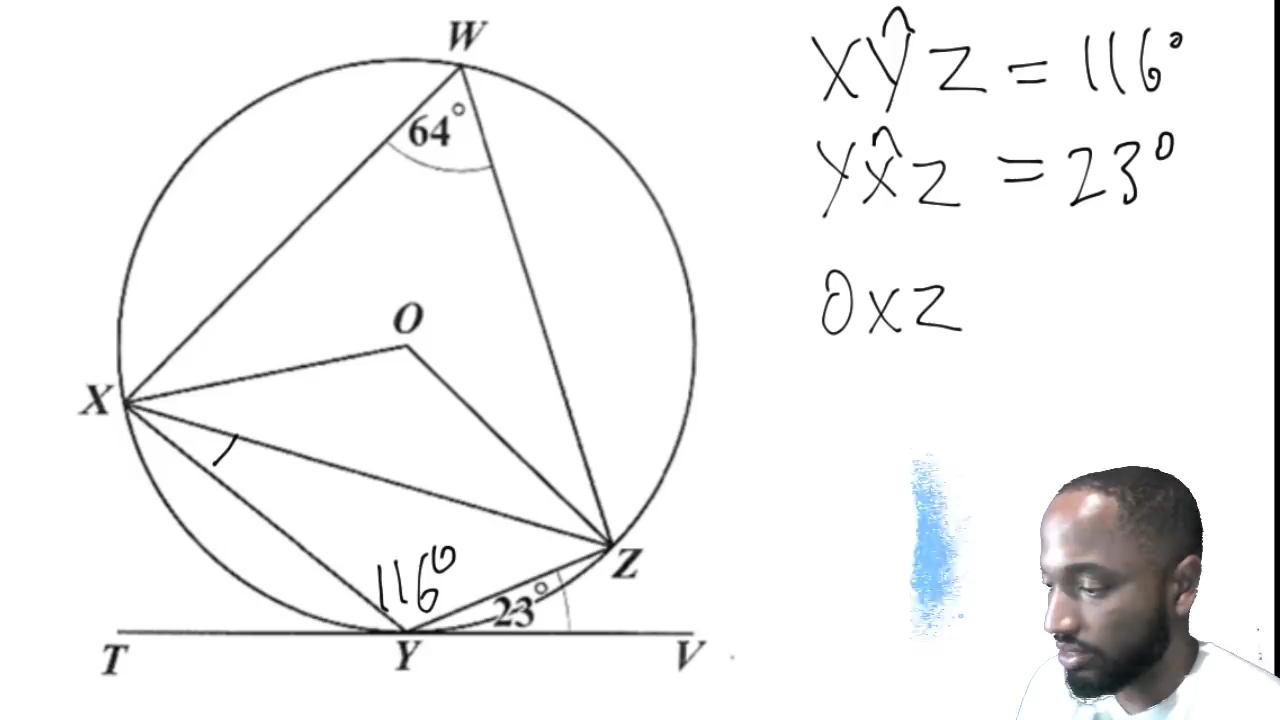 W
64°
O
X
Z
116°
23°
T
Y
V
XŶZ = 116°
YX̂Z = 23°
OXZ